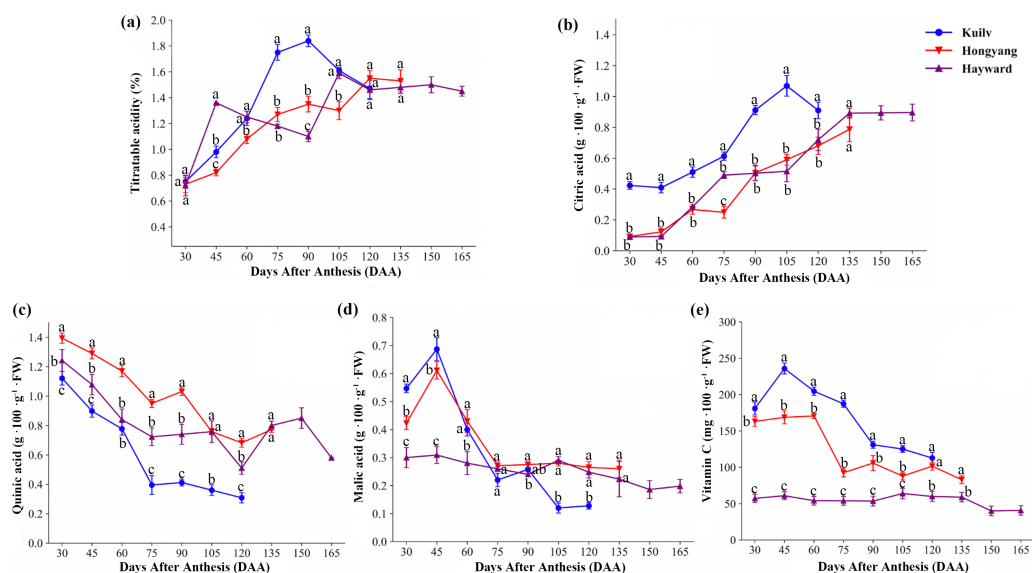 (a)
Titratable acidity (%)
1.8
1.6
1.4
1.2
1.0
0.8
0.6
0.4
a a a a a a a a
b b b b b a a a
a c c a a
30 45 60 75 90 105 120 135 150 165
Days After Anthesis (DAA)
(b)
Kuilv
Hongyang
Hayward
Citric acid (g ·100 ·g⁻¹ ·FW)
1.0
0.8
0.6
0.4
0.2
0.0
a a a a a a a a
b b b b b b b
b b b c b b b a
30 45 60 75 90 105 120 135 150 165
Days After Anthesis (DAA)
(c)
Quinic acid (g ·100 ·g⁻¹ ·FW)
1.4
1.2
1.0
0.8
0.6
0.4
0.2
0.0
a a a a a a a a
b b b b b b
c c b c c c c a
30 45 60 75 90 105 120 135 150 165
Days After Anthesis (DAA)
(d)
Malic acid (g ·100 ·g⁻¹ ·FW)
0.8
0.7
0.6
0.5
0.4
0.3
0.2
0.1
0.0
a a a a a a a a
b b a a ab a a a
c c b a b b b
30 45 60 75 90 105 120 135 150 165
Days After Anthesis (DAA)
(e)
Vitamin C (mg ·100 ·g⁻¹ ·FW)
300
250
200
150
100
50
0
a a a a a a a a
b b b b b b a
c c c c c c b b
30 45 60 75 90 105 120 135 150 165
Days After Anthesis (DAA)